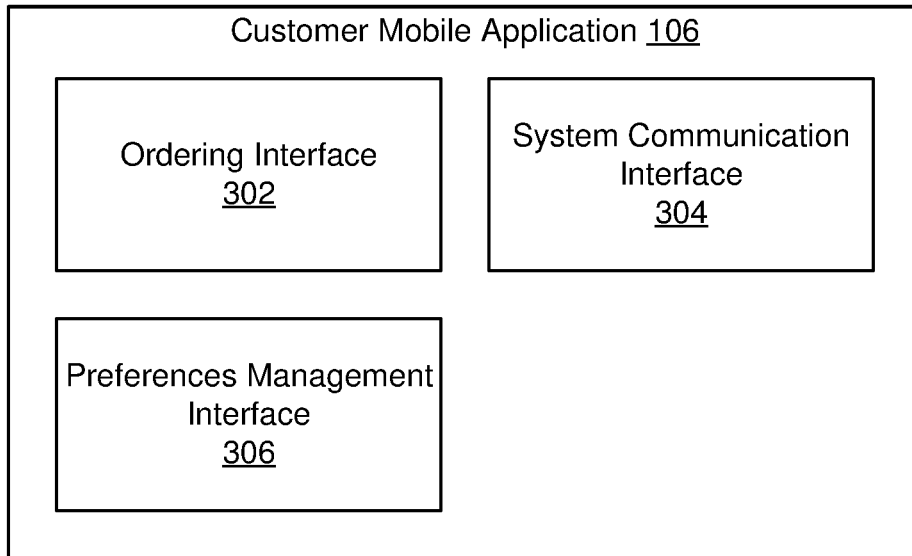 Customer Mobile Application 106
Ordering Interface
302
System Communication
Interface
304
Preferences Management
Interface
306